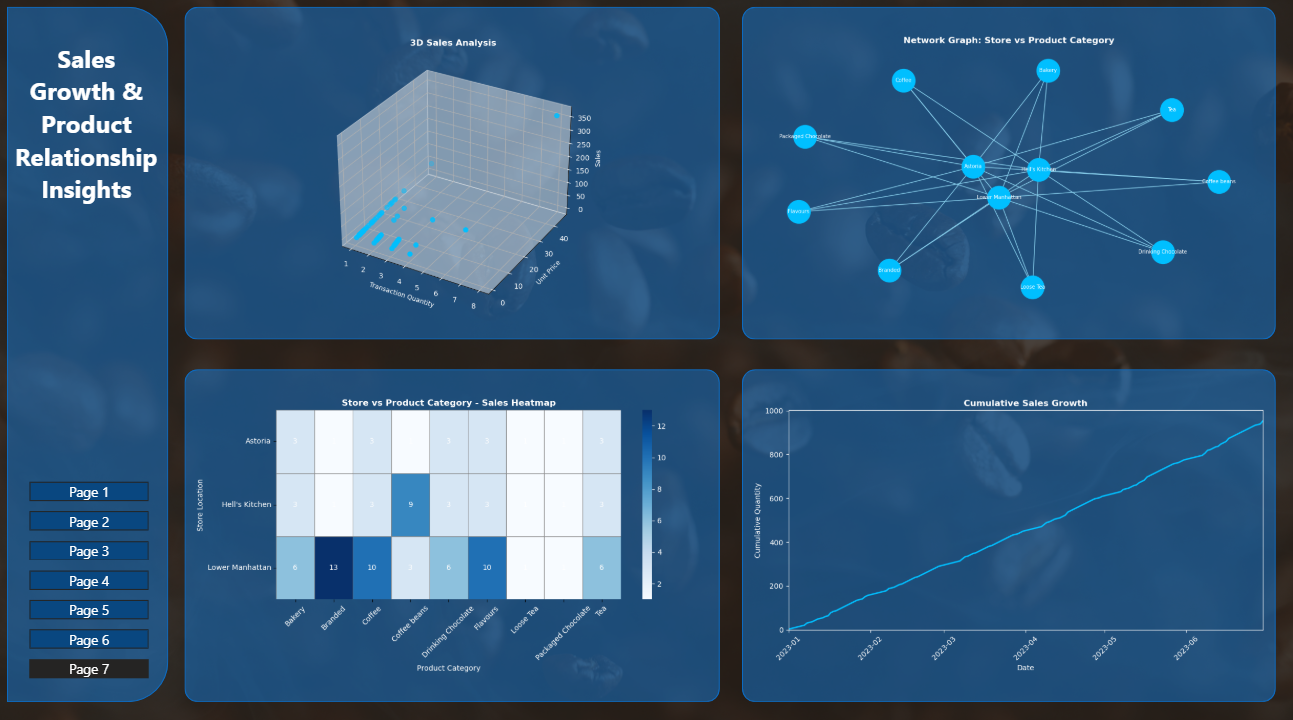 Sales
Growth &
Product
Relationship
Insights
Page 1
Page 2
Page 3
Page 4
Page 5
Page 6
Page 7
3D Sales Analysis
350
300
250
200
150
100
50
0
Sales
40
30
20
10
0
Unit Price
1
2
3
4
5
6
7
8
Transaction Quantity
Network Graph: Store vs Product Category
Bakery
Coffee
Tea
Packaged Chocolate
Astoria
Hell's Kitchen
Coffee beans
Lower Manhattan
Flavours
Drinking Chocolate
Branded
Loose Tea
Store vs Product Category - Sales Heatmap
Store Location
Astoria
Hell's Kitchen
9
Lower Manhattan
6 13 10 6 10 6
Bakery
Branded
Coffee
Coffee beans
Drinking Chocolate
Flavours
Loose Tea
Packaged Chocolate
Tea
Product Category
12
10
8
6
4
2
Cumulative Sales Growth
Cumulative Quantity
1000
800
600
400
200
0
2023-01
2023-02
2023-03
2023-04
2023-05
2023-06
Date